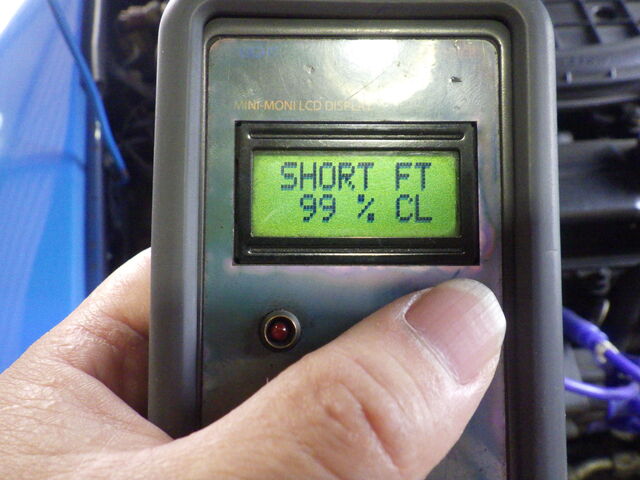 MINI-MONI LCD DISPLAY
SHORT FT
99 % CL